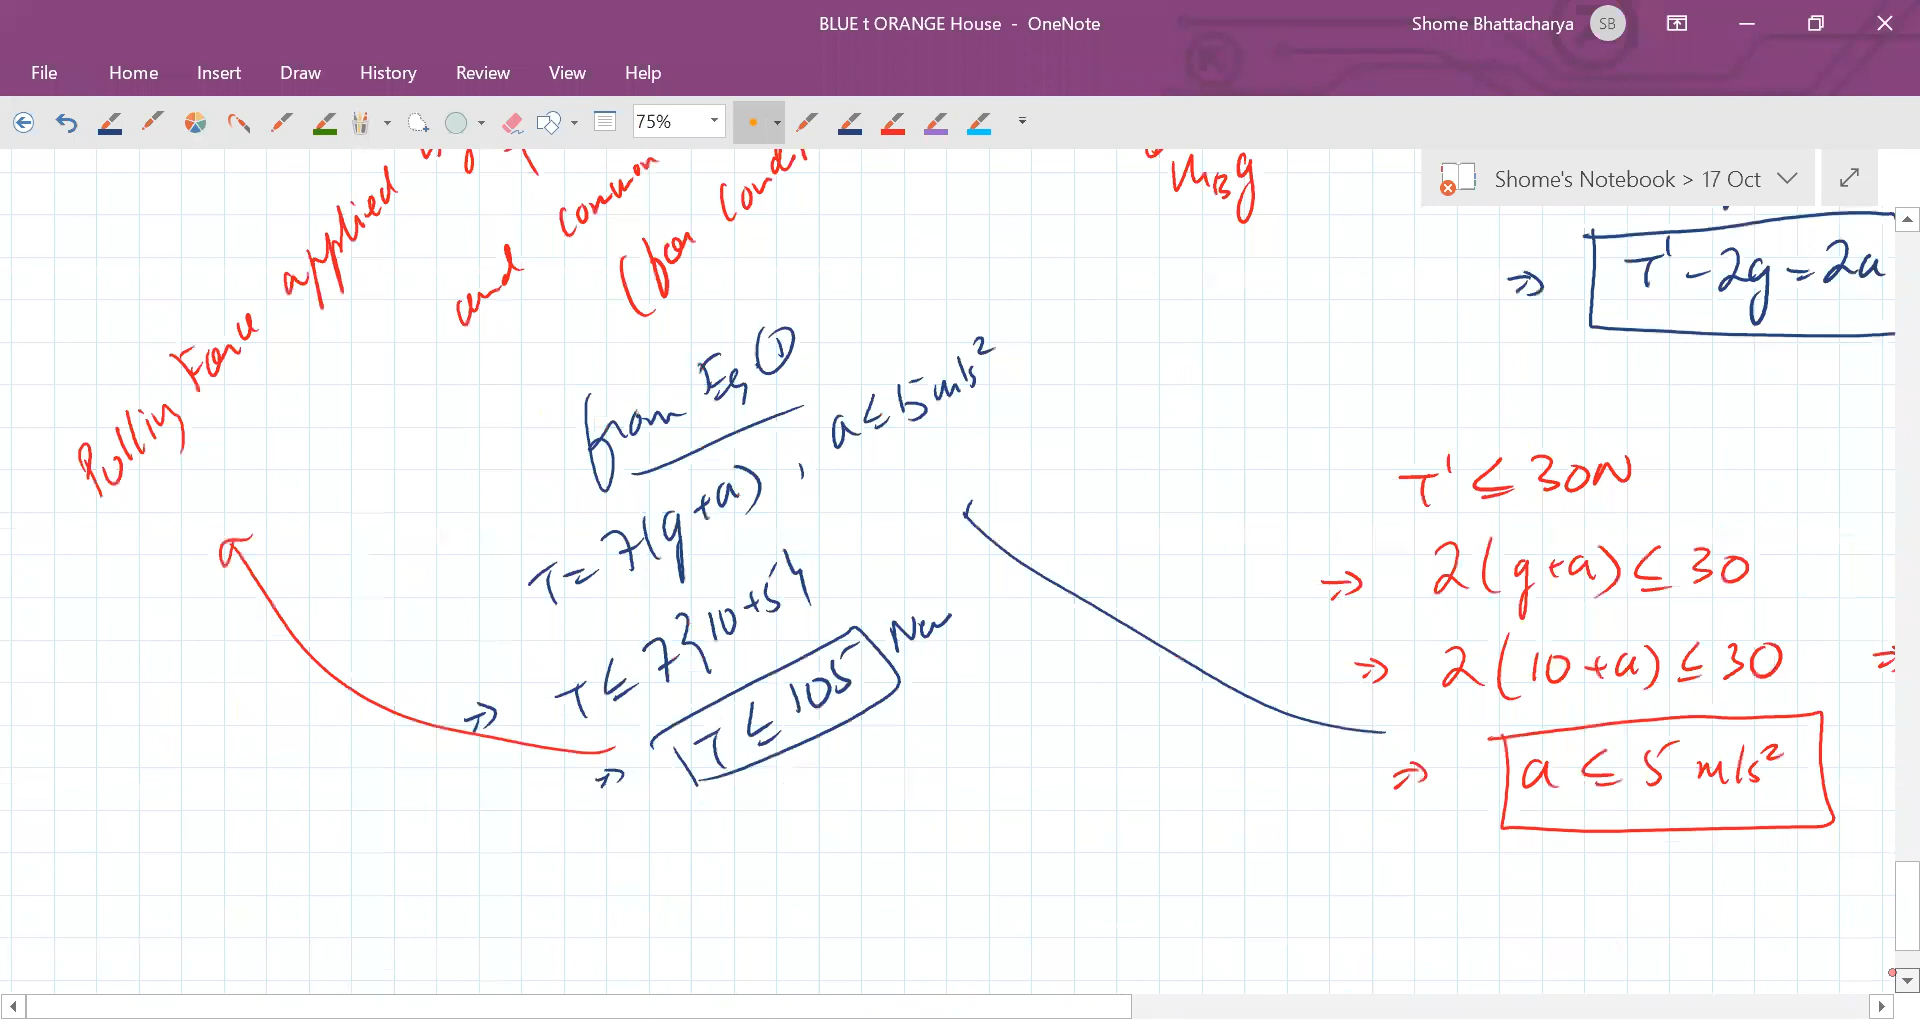 BLUE t ORANGE House - OneNote
Shome Bhattacharya SB
File Home Insert Draw History Review View Help
75%
Shome's Notebook > 17 Oct
Pulling Force applied
and common
(for
m_B g
⇒ T' - 2g = 2a
from Eq ①
T = 7(g+a), a ≤ 5 m/s²
⇒ T ≤ 7{10+5}
⇒ T ≤ 105 New
T' ≤ 30N
⇒ 2(g+a) ≤ 30
⇒ 2(10+a) ≤ 30 ⇒
⇒ a ≤ 5 m/s²